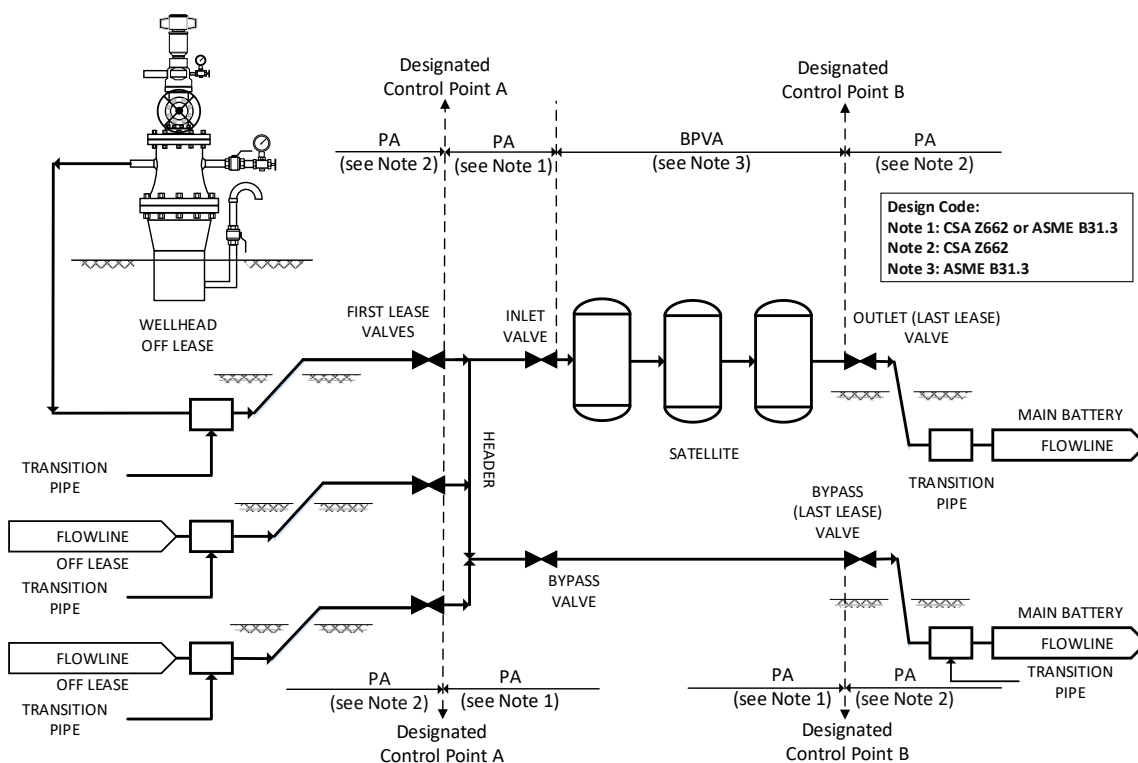 Designated
Control Point A
Designated
Control Point B
PA
(see Note 2)
PA
(see Note 1)
BPVA
(see Note 3)
PA
(see Note 2)
Design Code:
Note 1: CSA Z662 or ASME B31.3
Note 2: CSA Z662
Note 3: ASME B31.3
WELLHEAD
OFF LEASE
FIRST LEASE
VALVES
INLET
VALVE
OUTLET (LAST LEASE)
VALVE
HEADER
SATELLITE
MAIN BATTERY
FLOWLINE
TRANSITION
PIPE
TRANSITION
PIPE
FLOWLINE
OFF LEASE
TRANSITION
PIPE
BYPASS
(LAST LEASE)
VALVE
BYPASS
VALVE
FLOWLINE
OFF LEASE
TRANSITION
PIPE
MAIN BATTERY
FLOWLINE
TRANSITION
PIPE
PA
(see Note 2)
PA
(see Note 1)
PA
(see Note 1)
PA
(see Note 2)
Designated
Control Point A
Designated
Control Point B